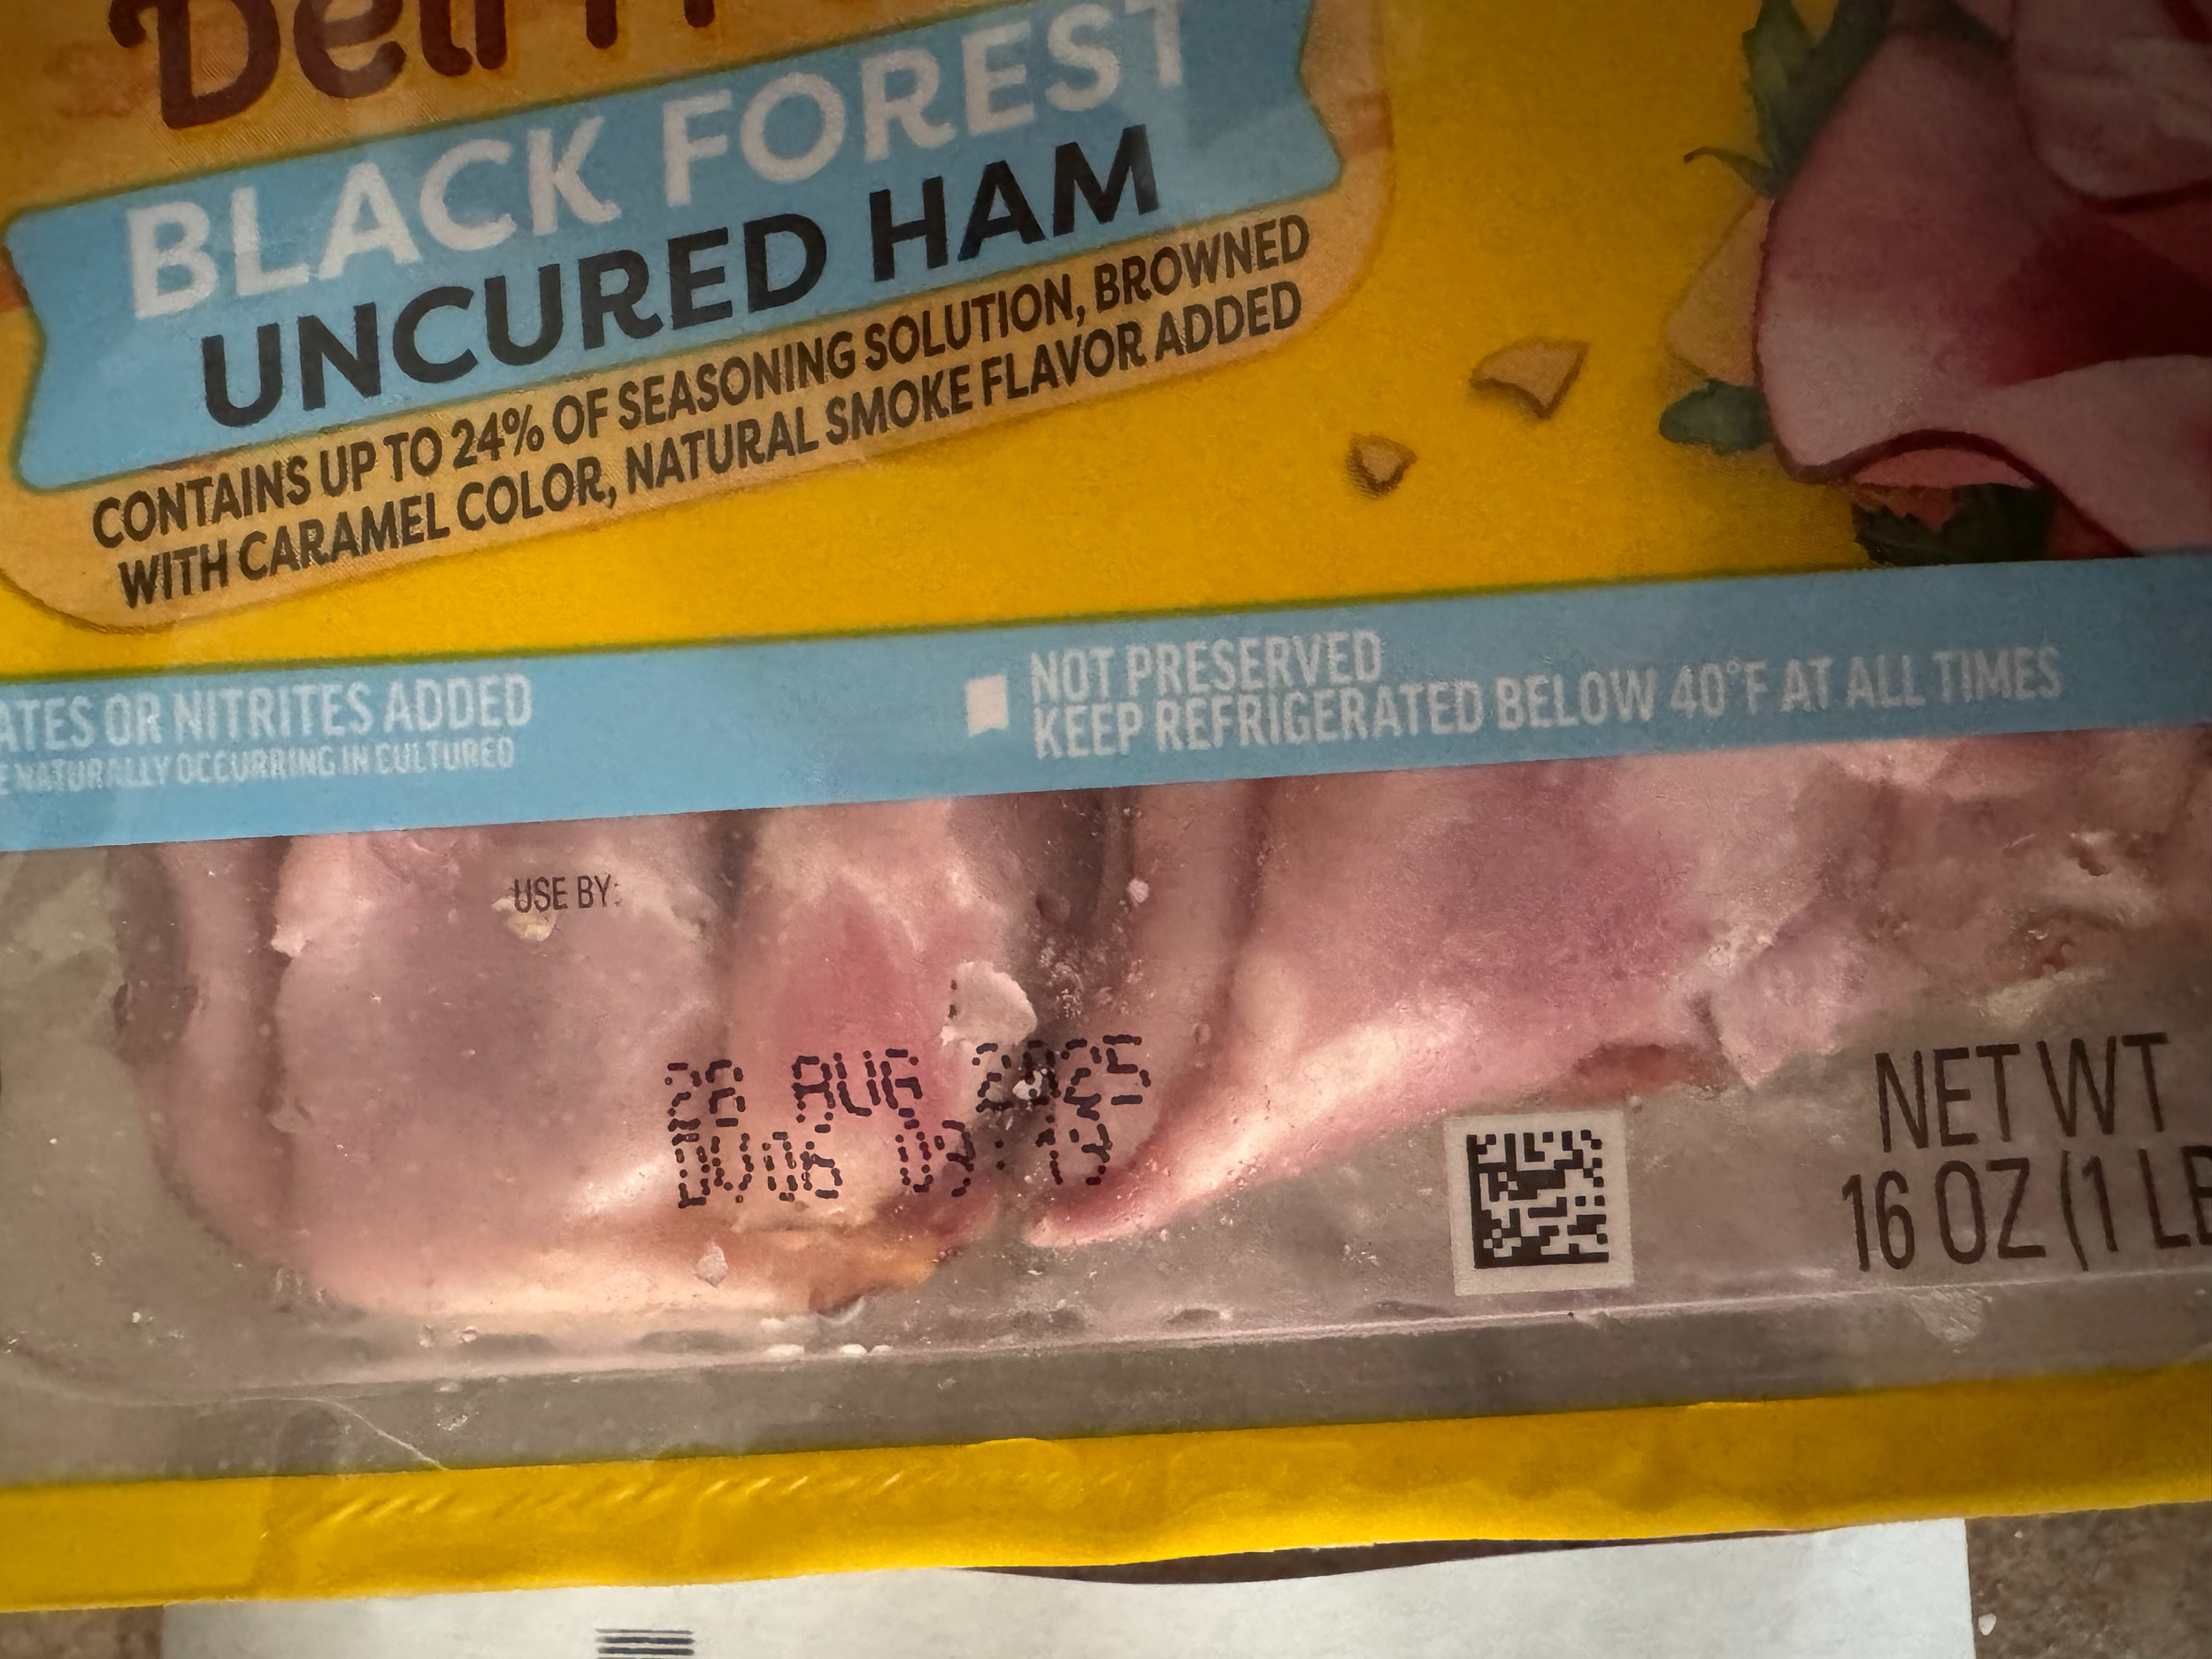 BLACK FOREST
UNCURED HAM
CONTAINS UP TO 24% OF SEASONING SOLUTION, BROWNED
WITH CARAMEL COLOR, NATURAL SMOKE FLAVOR ADDED
OR NITRITES ADDED
NATURALLY OCCURRING IN CULTURED
NOT PRESERVED
KEEP REFRIGERATED BELOW 40°F AT ALL TIMES
USE BY:
AUG
NET WT
16 OZ (1 LB